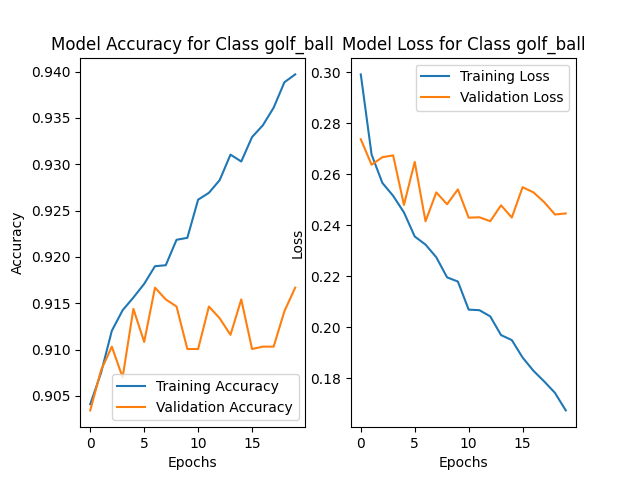 Model Accuracy for Class golf_ball
0.940
0.935
0.930
0.925
0.920
0.915
0.910
0.905
Accuracy
Training Accuracy
Validation Accuracy
0
5
10
15
Epochs
Model Loss for Class golf_ball
0.30
0.28
0.26
0.24
0.22
0.20
0.18
Loss
Training Loss
Validation Loss
0
5
10
15
Epochs